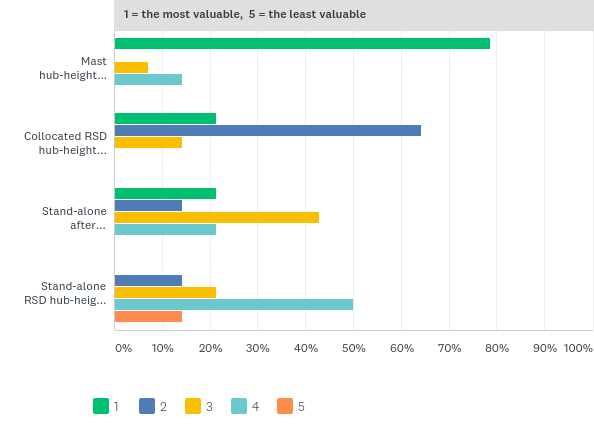 1 = the most valuable,  5 = the least valuable
Mast
hub-height...
Collocated RSD
hub-height...
Stand-alone
after...
Stand-alone
RSD hub-heig...
0% 10% 20% 30% 40% 50% 60% 70% 80% 90% 100%
1 2 3 4 5